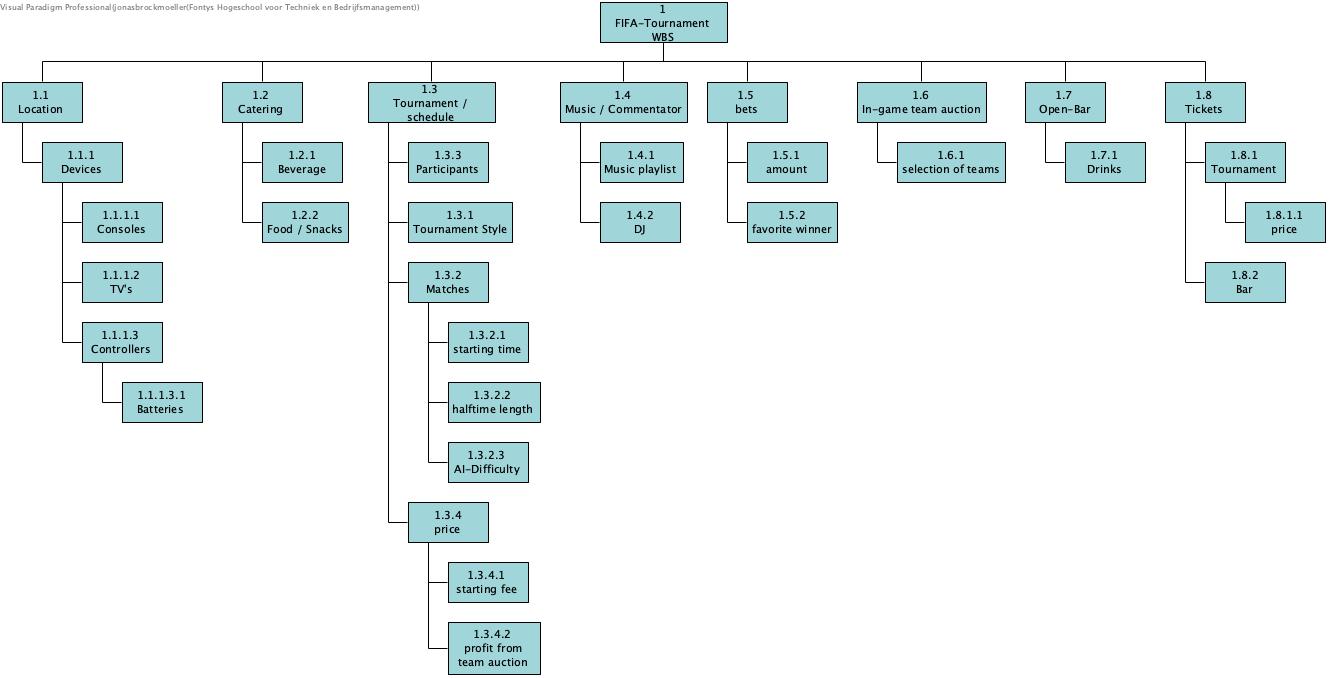 Visual Paradigm Professional(jonasbrockmoeller(Fontys Hogeschool voor Techniek en Bedrijfsmanagement))
1
FIFA-Tournament
WBS
1.1
Location
1.1.1
Devices
1.1.1.1
Consoles
1.1.1.2
TV's
1.1.1.3
Controllers
1.1.1.3.1
Batteries
1.2
Catering
1.2.1
Beverage
1.2.2
Food / Snacks
1.3
Tournament /
schedule
1.3.3
Participants
1.3.1
Tournament Style
1.3.2
Matches
1.3.2.1
starting time
1.3.2.2
halftime length
1.3.2.3
AI-Difficulty
1.3.4
price
1.3.4.1
starting fee
1.3.4.2
profit from
team auction
1.4
Music / Commentator
1.4.1
Music playlist
1.4.2
DJ
1.5
bets
1.5.1
amount
1.5.2
favorite winner
1.6
In-game team auction
1.6.1
selection of teams
1.7
Open-Bar
1.7.1
Drinks
1.8
Tickets
1.8.1
Tournament
1.8.1.1
price
1.8.2
Bar